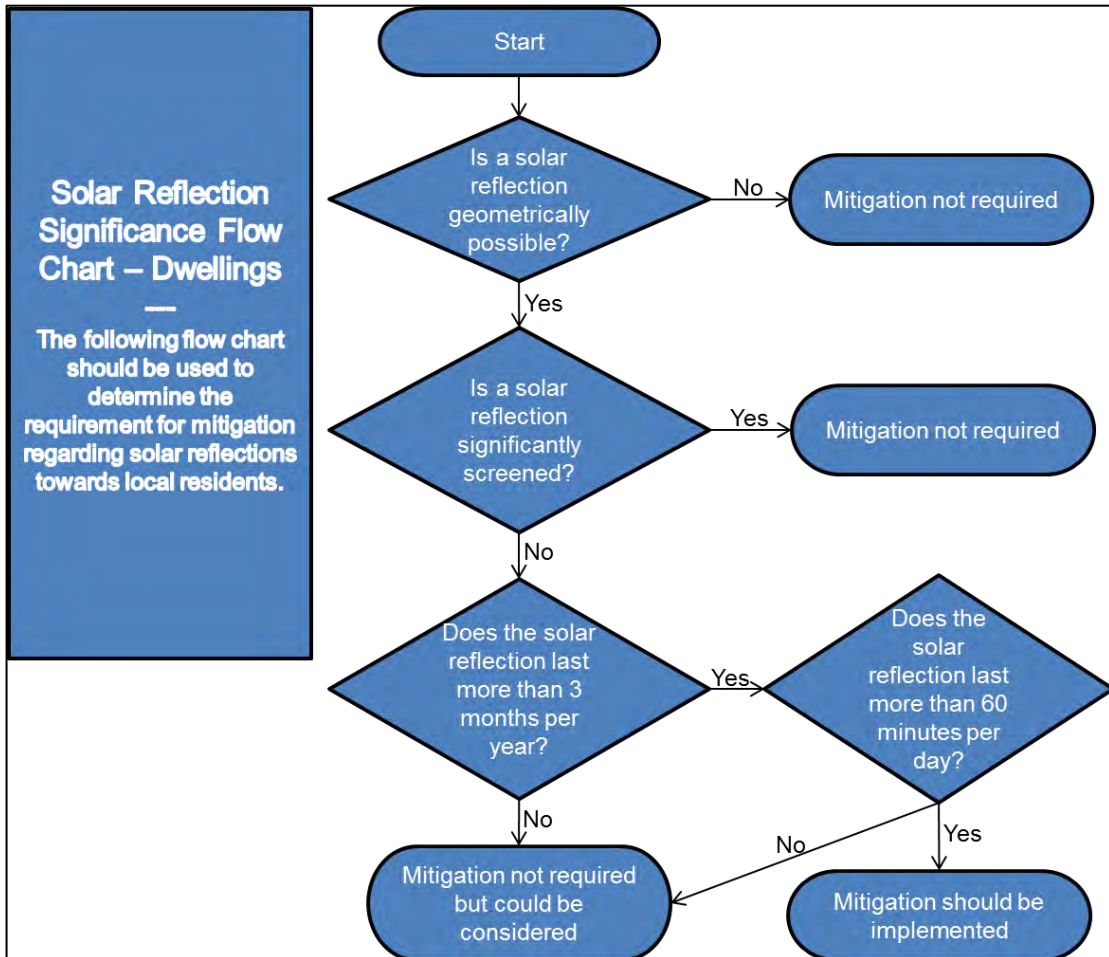 Solar Reflection
Significance Flow
Chart – Dwellings
—
The following flow chart
should be used to
determine the
requirement for mitigation
regarding solar reflections
towards local residents.
Start
Is a solar
reflection
geometrically
possible?
No
Mitigation not required
Yes
Is a solar
reflection
significantly
screened?
Yes
Mitigation not required
No
Does the solar
reflection last
more than 3
months per
year?
Yes
Does the
solar
reflection last
more than 60
minutes per
day?
No
No
Yes
Mitigation not required
but could be
considered
Mitigation should be
implemented